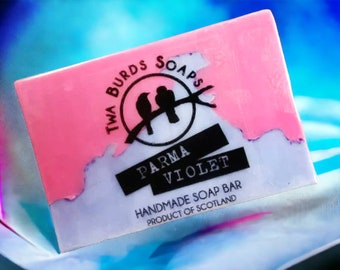 TWA BURDS SOAPS
PARMA
VIOLET
HANDMADE SOAP BAR
PRODUCT OF SCOTLAND